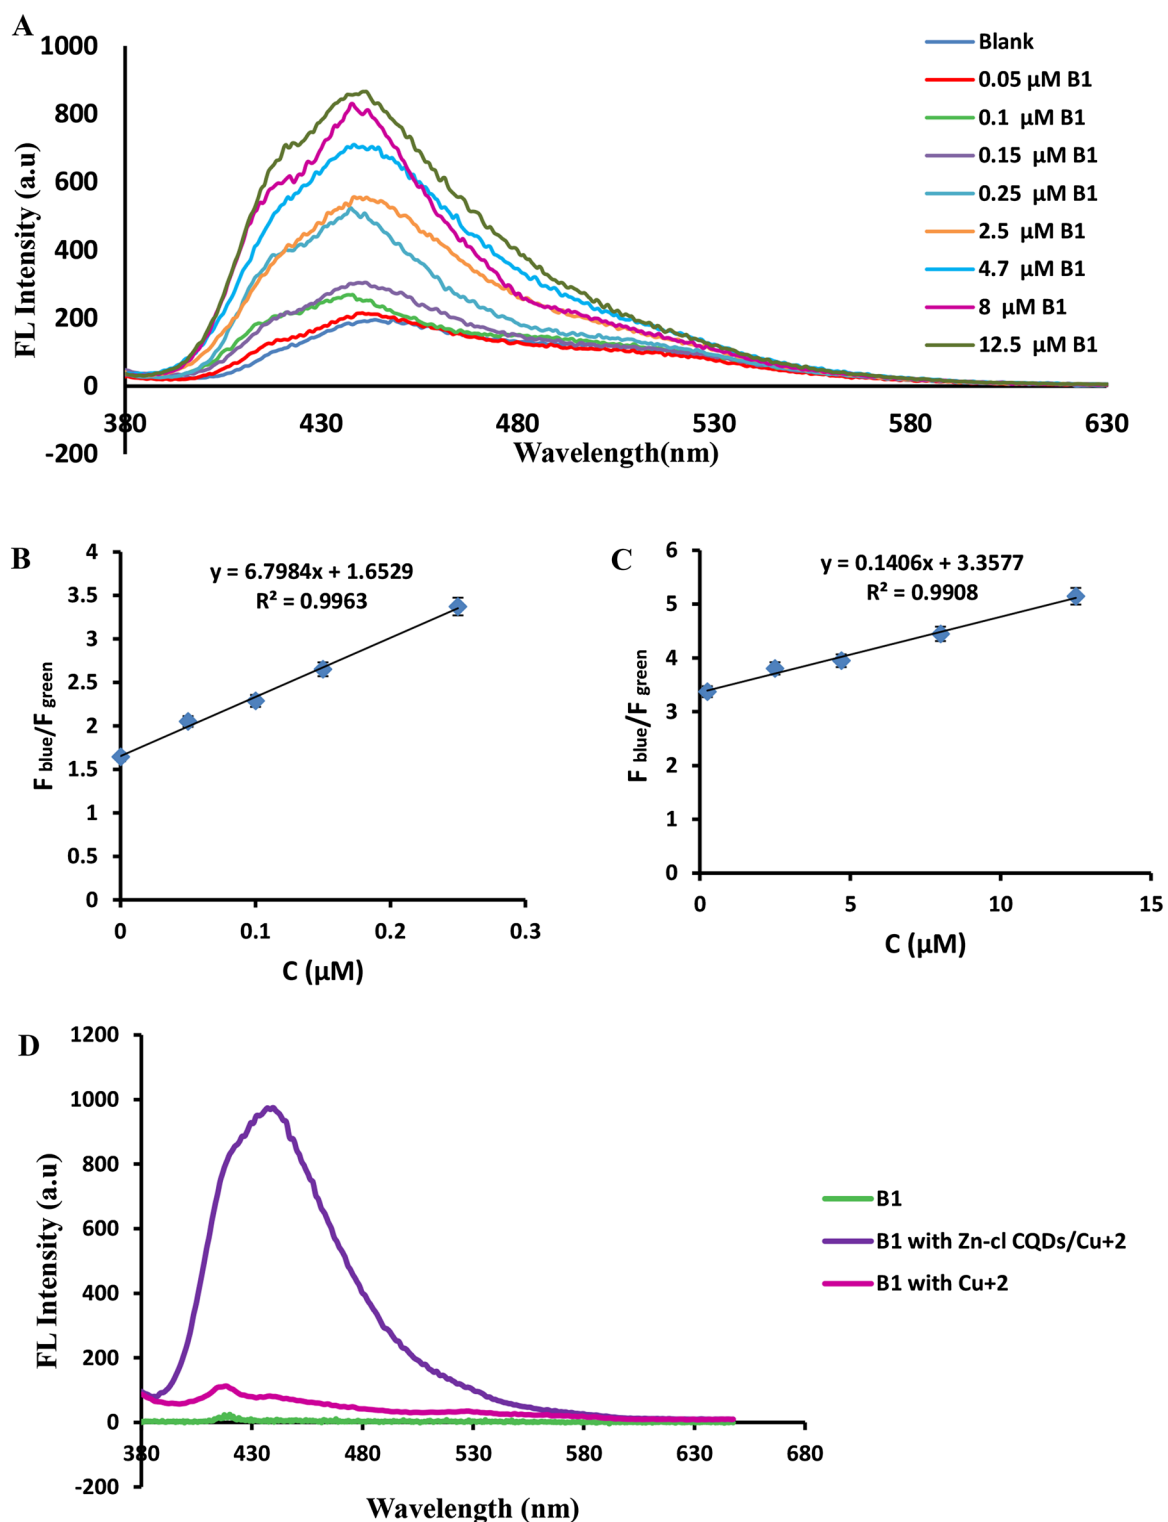 A
1000
800
600
400
200
0
-200
380
430
480
530
580
630
FL Intensity (a.u)
Wavelength(nm)
Blank
0.05 µM B1
0.1 µM B1
0.15 µM B1
0.25 µM B1
2.5 µM B1
4.7 µM B1
8 µM B1
12.5 µM B1
B
4
3.5
3
2.5
2
1.5
1
0.5
0
0
0.1
0.2
0.3
F blue/F green
C (µM)
y = 6.7984x + 1.6529
R² = 0.9963
C
6
5
4
3
2
1
0
0
5
10
15
F blue/F green
C (µM)
y = 0.1406x + 3.3577
R² = 0.9908
D
1200
1000
800
600
400
200
0
-200
380
430
480
530
580
630
680
FL Intensity (a.u)
Wavelength (nm)
B1
B1 with Zn-cl CQDs/Cu+2
B1 with Cu+2